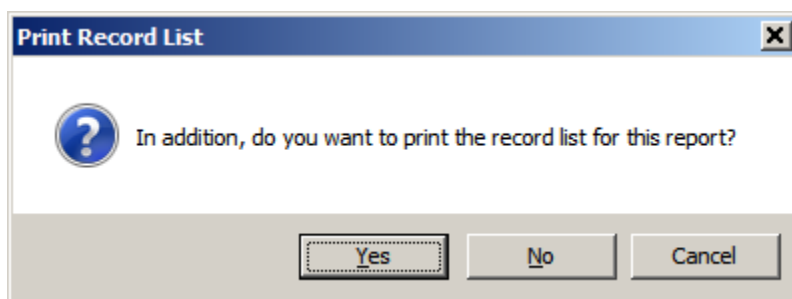 Print Record List
In addition, do you want to print the record list for this report?
Yes No Cancel